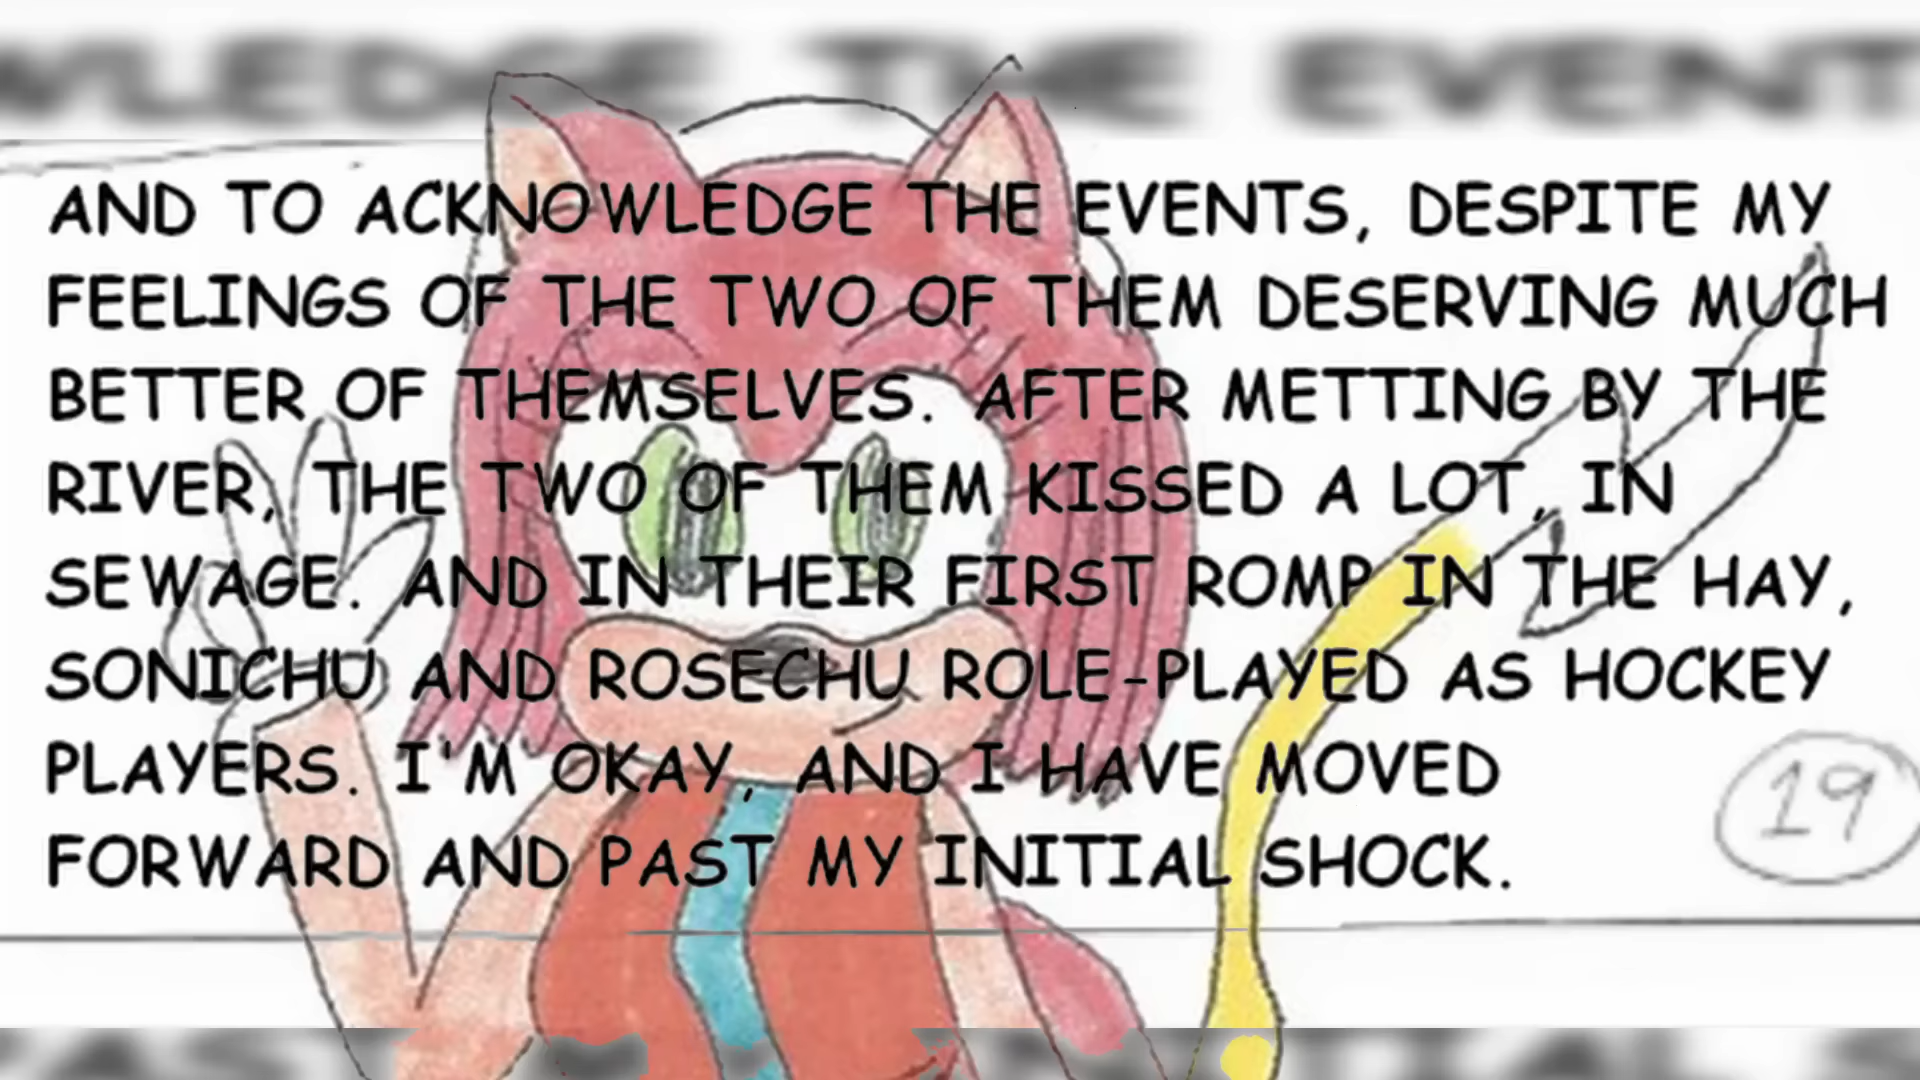 WLEDGE THE EVENT
AND TO ACKNOWLEDGE THE EVENTS, DESPITE MY
FEELINGS OF THE TWO OF THEM DESERVING MUCH
BETTER OF THEMSELVES. AFTER METTING BY THE
RIVER, THE TWO OF THEM KISSED A LOT, IN
SEWAGE. AND IN THEIR FIRST ROMP IN THE HAY,
SONICHU AND ROSECHU ROLE-PLAYED AS HOCKEY
PLAYERS. I'M OKAY, AND I HAVE MOVED
FORWARD AND PAST MY INITIAL SHOCK.
19